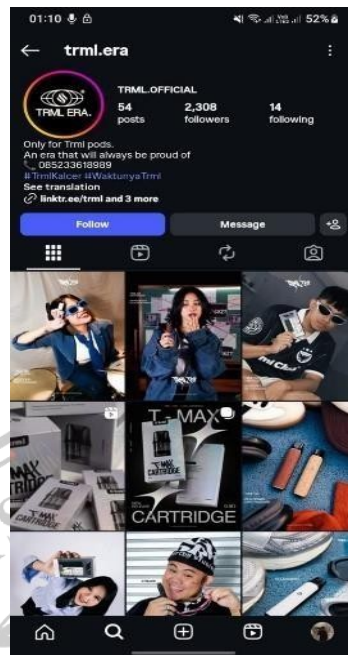 01:10
52%
trml.era
TRML ERA.
TRML.OFFICIAL
54 2,308 14
posts followers following
Only for Trml pods.
An era that will always be proud of
085233618989
#TrmlKalcer #WaktunyaTrml
See translation
linktr.ee/trml and 3 more
Follow Message
T-MAX
CARTRIDGE
T-MAX
CARTRIDGE